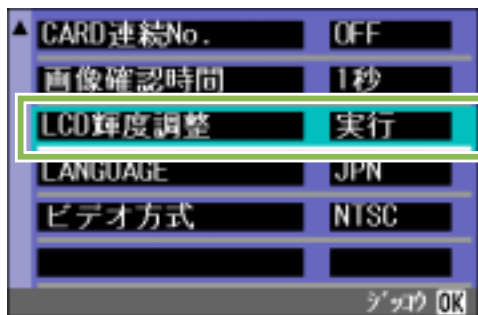 CARD連続No. OFF
画像確認時間 1秒
LCD輝度調整 実行
LANGUAGE JPN
ビデオ方式 NTSC
ジッコウ OK